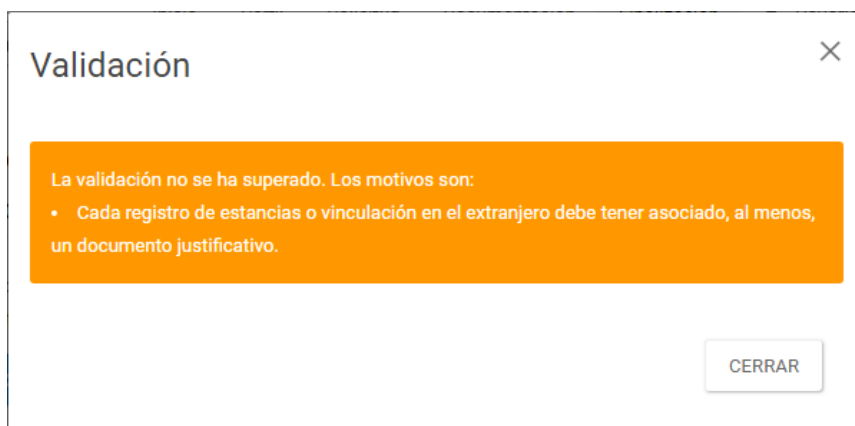 Validación
La validación no se ha superado. Los motivos son:
• Cada registro de estancias o vinculación en el extranjero debe tener asociado, al menos,
un documento justificativo.
CERRAR